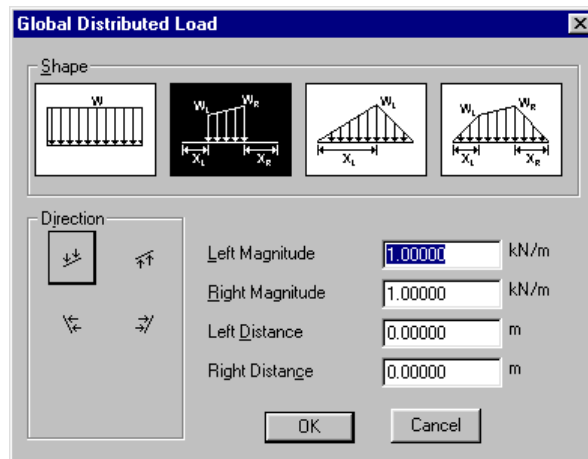 Global Distributed Load
Shape
W
W_L W_R
X_L X_R
W_L
X_L
W_L W_R
X_L X_R
Direction
Left Magnitude 1.00000 kN/m
Right Magnitude 1.00000 kN/m
Left Distance 0.00000 m
Right Distance 0.00000 m
OK Cancel